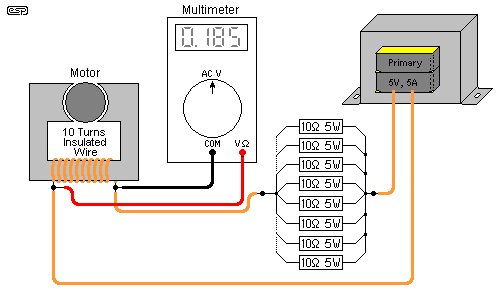 esp
Multimeter
0.185
AC V
COM
VΩ
Motor
10 Turns
Insulated
Wire
Primary
5V, 5A
10Ω 5W
10Ω 5W
10Ω 5W
10Ω 5W
10Ω 5W
10Ω 5W
10Ω 5W
10Ω 5W